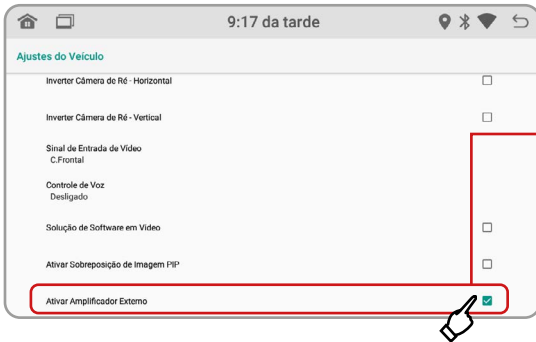 9:17 da tarde
Ajustes do Veículo
Inverter Câmera de Ré - Horizontal
Inverter Câmera de Ré - Vertical
Sinal de Entrada de Vídeo
C.Frontal
Controle de Voz
Desligado
Solução de Software em Video
Ativar Sobreposição de Imagem PIP
Ativar Amplificador Externo